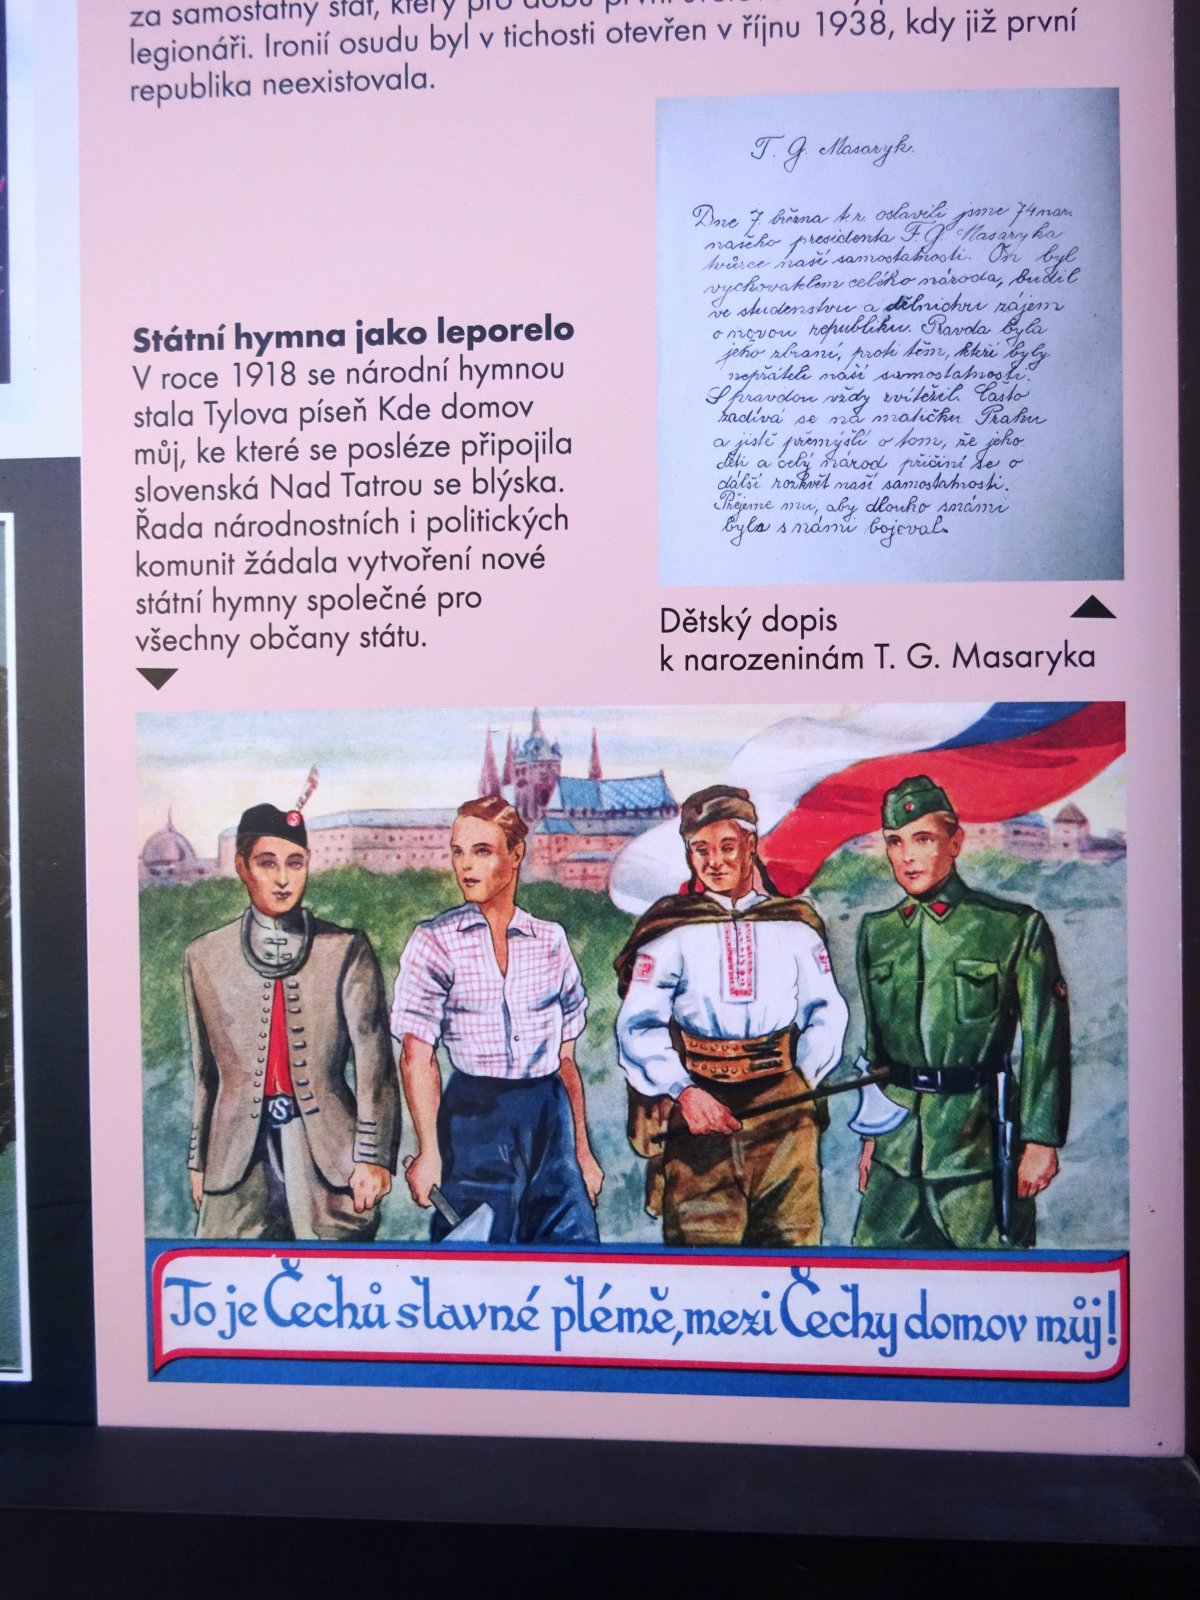 za samostatný stát, který pro dobu první
legionáři. Ironií osudu byl v tichosti otevřen v říjnu 1938, kdy již první
republika neexistovala.
T. G. Masaryk.
Dne 7. března t. r. oslavili jsme 74 nar.
našeho presidenta T. G. Masaryka
tvůrce naší samostatnosti. On byl
vychovatelem celého národa, budil
ve studenstvu a dělnictvu zájem
o novou republiku. Pravda byla
jeho zbraní, proti těm, kteří byly
nepřáteli naší samostatnosti.
S pravdou vždy zvítězil. Často
zadívá se na matičku Prahu
a jistě přemýšlí o tom, že jeho
děti a celý národ přičiní se o
další rozkvět naší samostatnosti.
Přejeme mu, aby dlouho s námi
byl a s námi bojoval.
Dětský dopis
k narozeninám T. G. Masaryka
Státní hymna jako leporelo
V roce 1918 se národní hymnou
stala Tylova píseň Kde domov
můj, ke které se posléze připojila
slovenská Nad Tatrou se blýska.
Řada národnostních i politických
komunit žádala vytvoření nové
státní hymny společné pro
všechny občany státu.
S
S
To je Čechů slavné plémě, mezi Čechy domov můj!